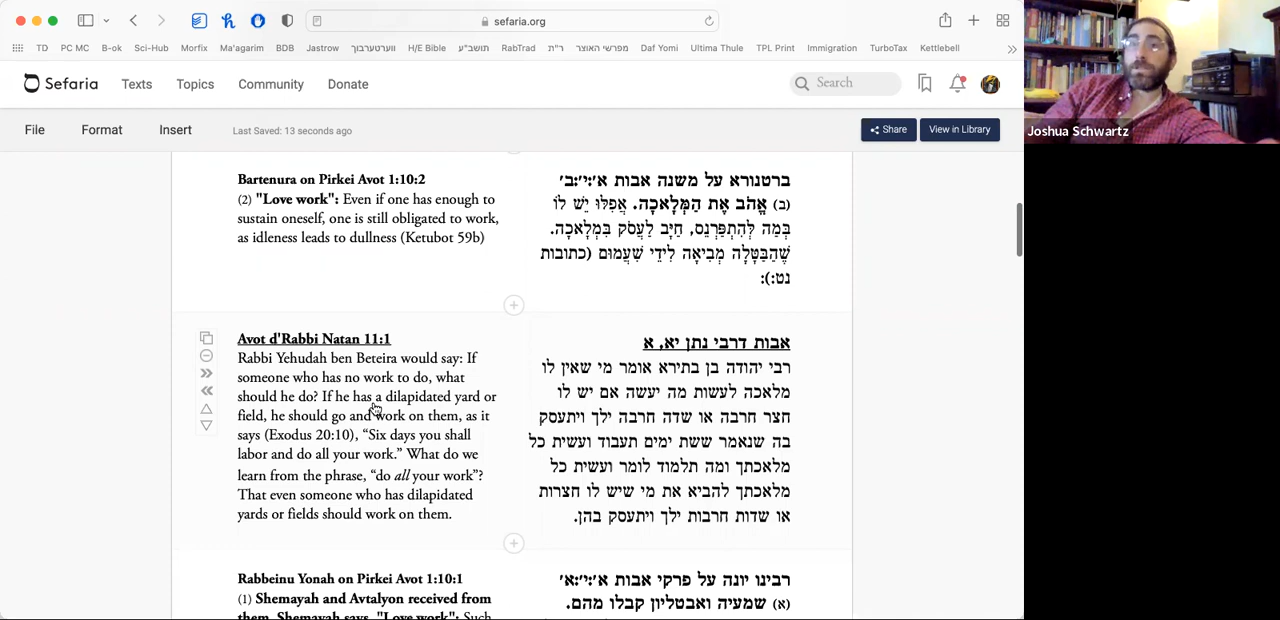 sefaria.org
TD PC MC B-ok Sci-Hub Morfix Ma'agarim BDB Jastrow ווערטערבוך H/E Bible תושב"ע RabTrad ר"ת מפרשי האוצר Daf Yomi Ultima Thule TPL Print Immigration TurboTax Kettlebell
Sefaria Texts Topics Community Donate Search
File Format Insert Last Saved: 13 seconds ago Share View in Library
Joshua Schwartz
Bartenura on Pirkei Avot 1:10:2
(2) "Love work": Even if one has enough to
sustain oneself, one is still obligated to work,
as idleness leads to dullness (Ketubot 59b)
ברטנורא על משנה אבות א׳:י׳:ב׳
(ב) אֱהֹב אֶת הַמְּלָאכָה. אֲפִלּוּ יֵשׁ לוֹ
בְּמַה לְּהִתְפַּרְנֵס, חַיָּב לַעֲסֹק בִּמְלָאכָה.
שֶׁהַבַּטָּלָה מְבִיאָה לִידֵי שִׁעֲמוּם (כתובות
נט:):
Avot d'Rabbi Natan 11:1
Rabbi Yehudah ben Beteira would say: If
someone who has no work to do, what
should he do? If he has a dilapidated yard or
field, he should go and work on them, as it
says (Exodus 20:10), “Six days you shall
labor and do all your work.” What do we
learn from the phrase, “do all your work”?
That even someone who has dilapidated
yards or fields should work on them.
אבות דרבי נתן יא, א
רבי יהודה בן בתירא אומר מי שאין לו
מלאכה לעשות מה יעשה אם יש לו
חצר חרבה או שדה חרבה ילך ויתעסק
בה שנאמר ששת ימים תעבוד ועשית כל
מלאכתך ומה תלמוד לומר ועשית כל
מלאכתך להביא את מי שיש לו חצרות
או שדות חרבות ילך ויתעסק בהן.
Rabbeinu Yonah on Pirkei Avot 1:10:1
(1) Shemayah and Avtalyon received from
them. Shemayah says, "Love work": Such
רבינו יונה על פרקי אבות א׳:י׳:א׳
(א) שמעיה ואבטליון קבלו מהם.